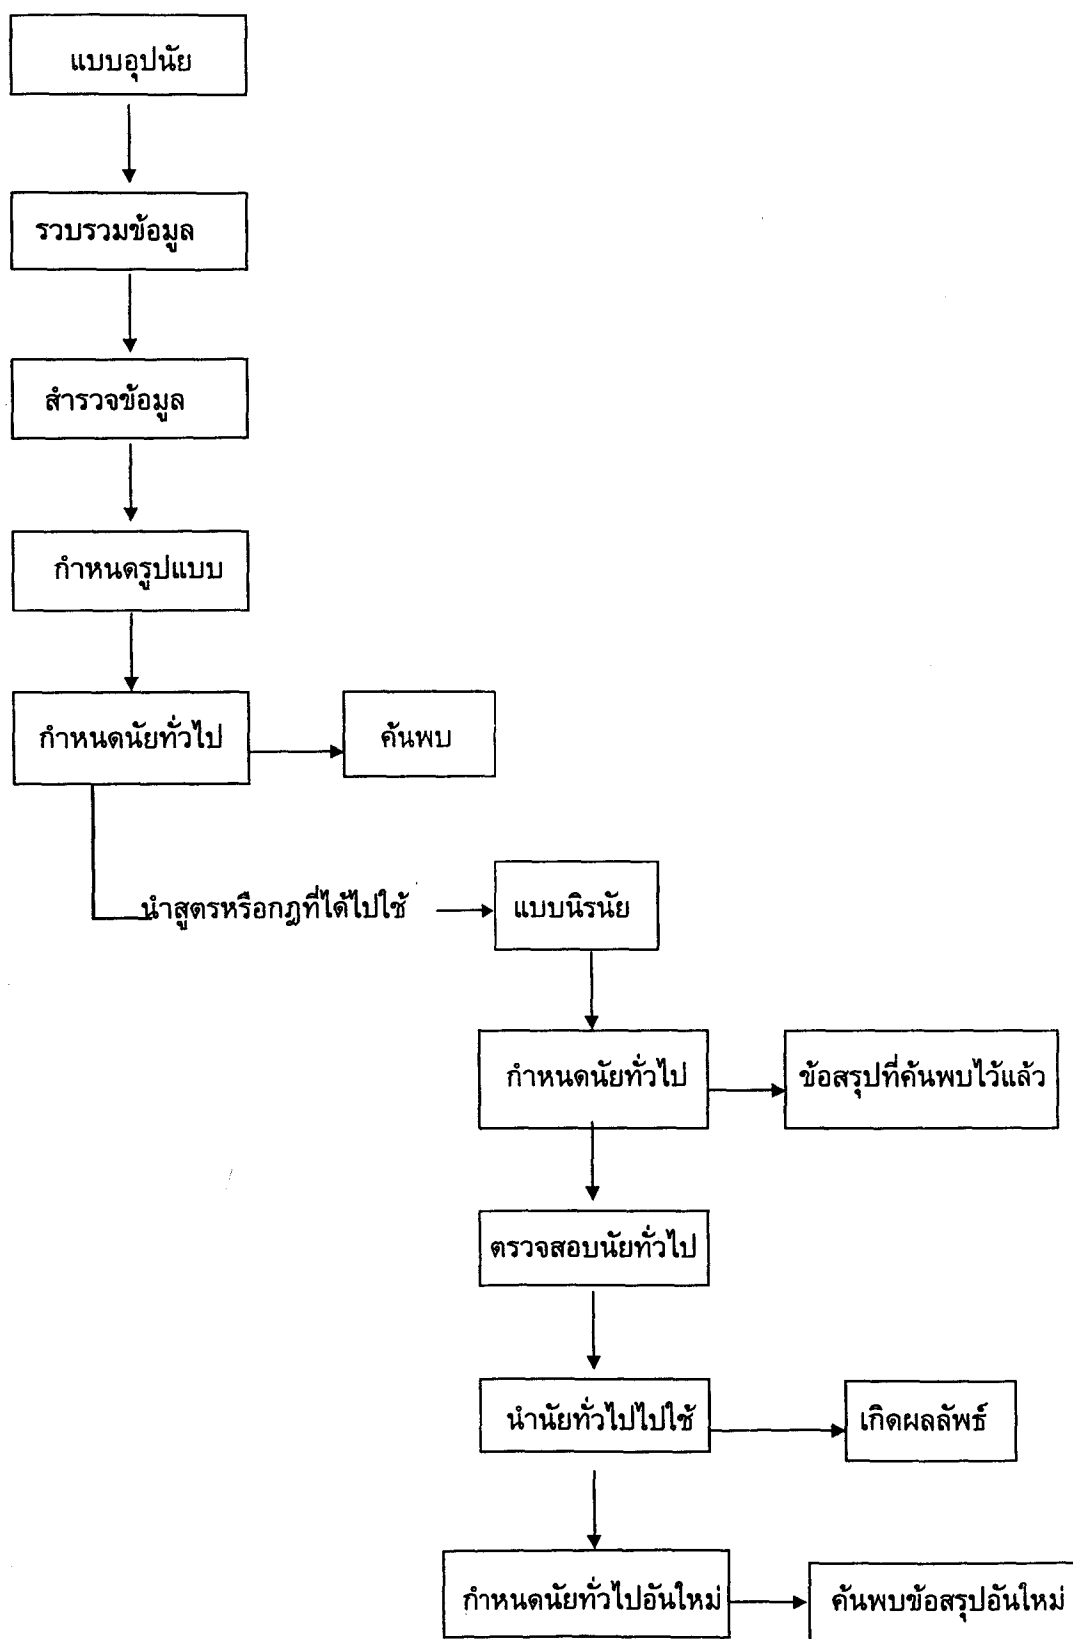 แบบอุปนัย
รวบรวมข้อมูล
สำรวจข้อมูล
กำหนดรูปแบบ
กำหนดนัยทั่วไป
ค้นพบ
นำสูตรหรือกฎที่ได้ไปใช้
แบบนิรนัย
กำหนดนัยทั่วไป
ข้อสรุปที่ค้นพบไว้แล้ว
ตรวจสอบนัยทั่วไป
นำนัยทั่วไปไปใช้
เกิดผลลัพธ์
กำหนดนัยทั่วไปอันใหม่
ค้นพบข้อสรุปอันใหม่